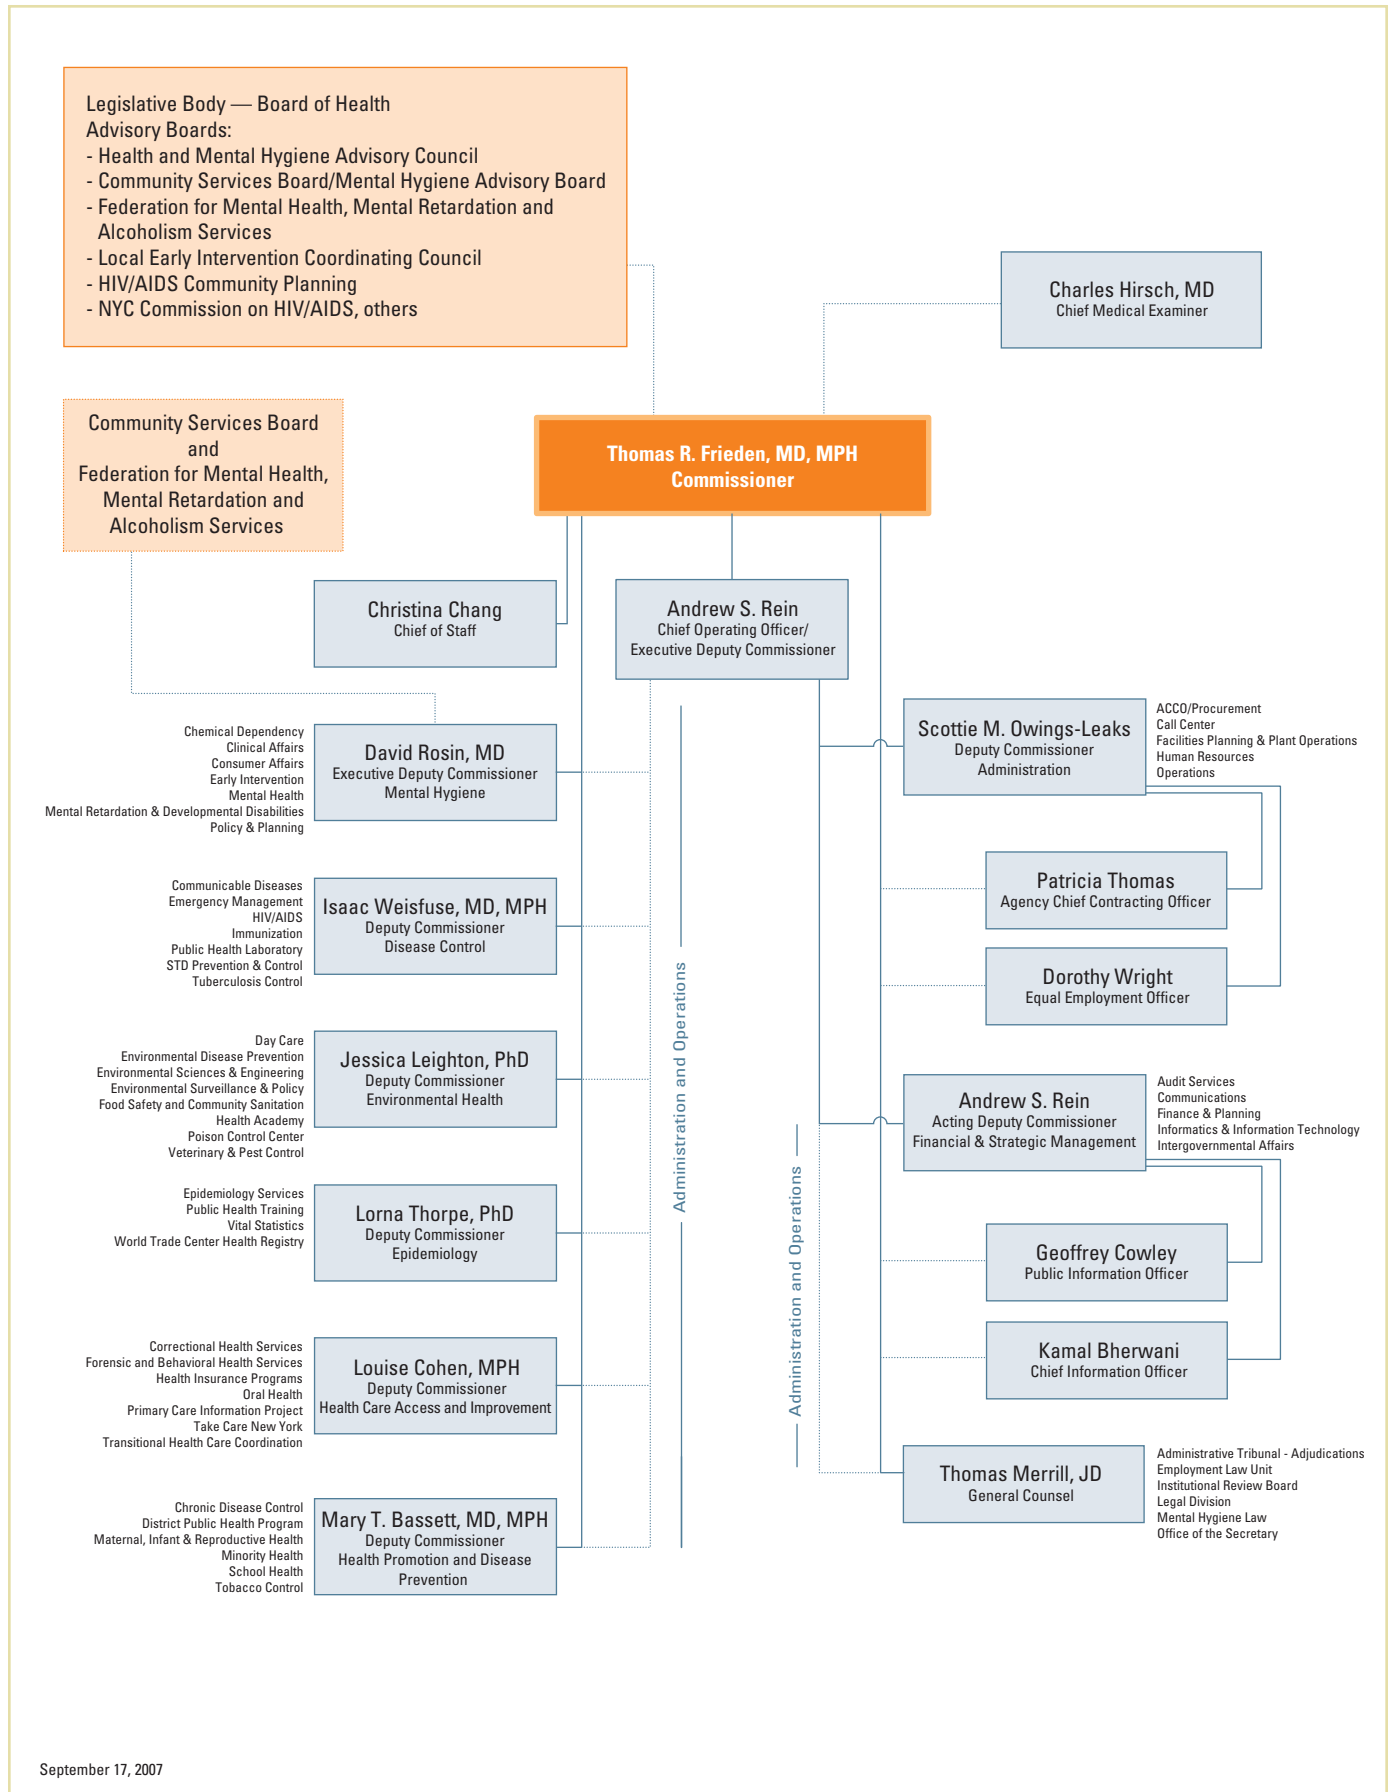 Legislative Body — Board of Health
Advisory Boards:
- Health and Mental Hygiene Advisory Council
- Community Services Board/Mental Hygiene Advisory Board
- Federation for Mental Health, Mental Retardation and
Alcoholism Services
- Local Early Intervention Coordinating Council
- HIV/AIDS Community Planning
- NYC Commission on HIV/AIDS, others
Charles Hirsch, MD
Chief Medical Examiner
Community Services Board
and
Federation for Mental Health,
Mental Retardation and
Alcoholism Services
Thomas R. Frieden, MD, MPH
Commissioner
Christina Chang
Chief of Staff
Andrew S. Rein
Chief Operating Officer/
Executive Deputy Commissioner
Chemical Dependency
Clinical Affairs
Consumer Affairs
Early Intervention
Mental Health
Mental Retardation & Developmental Disabilities
Policy & Planning
David Rosin, MD
Executive Deputy Commissioner
Mental Hygiene
Communicable Diseases
Emergency Management
HIV/AIDS
Immunization
Public Health Laboratory
STD Prevention & Control
Tuberculosis Control
Isaac Weisfuse, MD, MPH
Deputy Commissioner
Disease Control
Day Care
Environmental Disease Prevention
Environmental Sciences & Engineering
Environmental Surveillance & Policy
Food Safety and Community Sanitation
Health Academy
Poison Control Center
Veterinary & Pest Control
Jessica Leighton, PhD
Deputy Commissioner
Environmental Health
Epidemiology Services
Public Health Training
Vital Statistics
World Trade Center Health Registry
Lorna Thorpe, PhD
Deputy Commissioner
Epidemiology
Correctional Health Services
Forensic and Behavioral Health Services
Health Insurance Programs
Oral Health
Primary Care Information Project
Take Care New York
Transitional Health Care Coordination
Louise Cohen, MPH
Deputy Commissioner
Health Care Access and Improvement
Chronic Disease Control
District Public Health Program
Maternal, Infant & Reproductive Health
Minority Health
School Health
Tobacco Control
Mary T. Bassett, MD, MPH
Deputy Commissioner
Health Promotion and Disease
Prevention
Administration and Operations
Administration and Operations
Scottie M. Owings-Leaks
Deputy Commissioner
Administration
ACCO/Procurement
Call Center
Facilities Planning & Plant Operations
Human Resources
Operations
Patricia Thomas
Agency Chief Contracting Officer
Dorothy Wright
Equal Employment Officer
Andrew S. Rein
Acting Deputy Commissioner
Financial & Strategic Management
Audit Services
Communications
Finance & Planning
Informatics & Information Technology
Intergovernmental Affairs
Geoffrey Cowley
Public Information Officer
Kamal Bherwani
Chief Information Officer
Thomas Merrill, JD
General Counsel
Administrative Tribunal - Adjudications
Employment Law Unit
Institutional Review Board
Legal Division
Mental Hygiene Law
Office of the Secretary
September 17, 2007